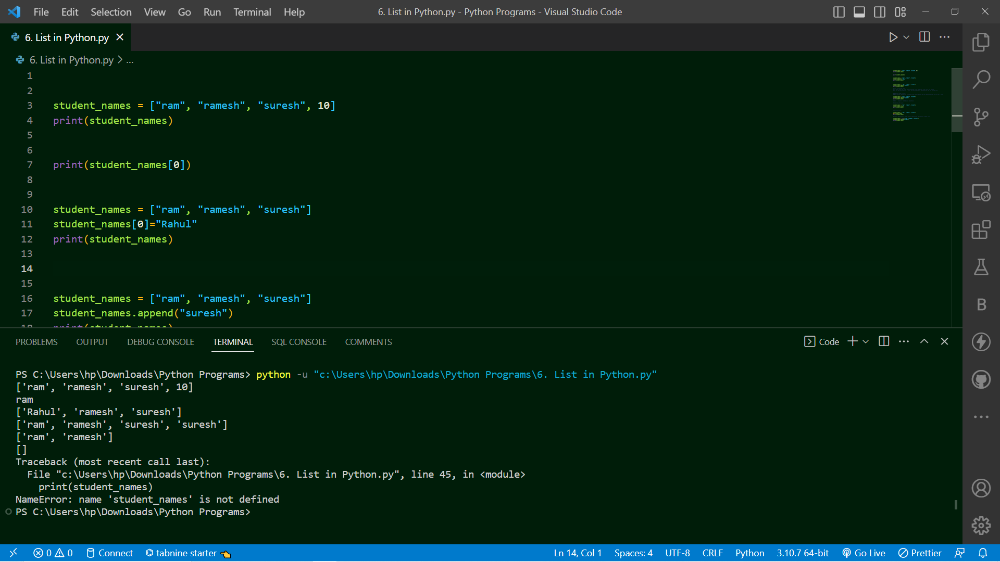 File Edit Selection View Go Run Terminal Help 6. List in Python.py - Python Programs - Visual Studio Code
6. List in Python.py
6. List in Python.py > ...
1
2
3 student_names = ["ram", "ramesh", "suresh", 10]
4 print(student_names)
5
6
7 print(student_names[0])
8
9
10 student_names = ["ram", "ramesh", "suresh"]
11 student_names[0]="Rahul"
12 print(student_names)
13
14
15
16 student_names = ["ram", "ramesh", "suresh"]
17 student_names.append("suresh")
18 print(student_names)
PROBLEMS OUTPUT DEBUG CONSOLE TERMINAL SQL CONSOLE COMMENTS Code
PS C:\Users\hp\Downloads\Python Programs> python -u "c:\Users\hp\Downloads\Python Programs\6. List in Python.py"
['ram', 'ramesh', 'suresh', 10]
ram
['Rahul', 'ramesh', 'suresh']
['ram', 'ramesh', 'suresh', 'suresh']
['ram', 'ramesh']
[]
Traceback (most recent call last):
  File "c:\Users\hp\Downloads\Python Programs\6. List in Python.py", line 45, in <module>
    print(student_names)
NameError: name 'student_names' is not defined
PS C:\Users\hp\Downloads\Python Programs>
0 0 Connect tabnine starter Ln 14, Col 1 Spaces: 4 UTF-8 CRLF Python 3.10.7 64-bit Go Live Prettier